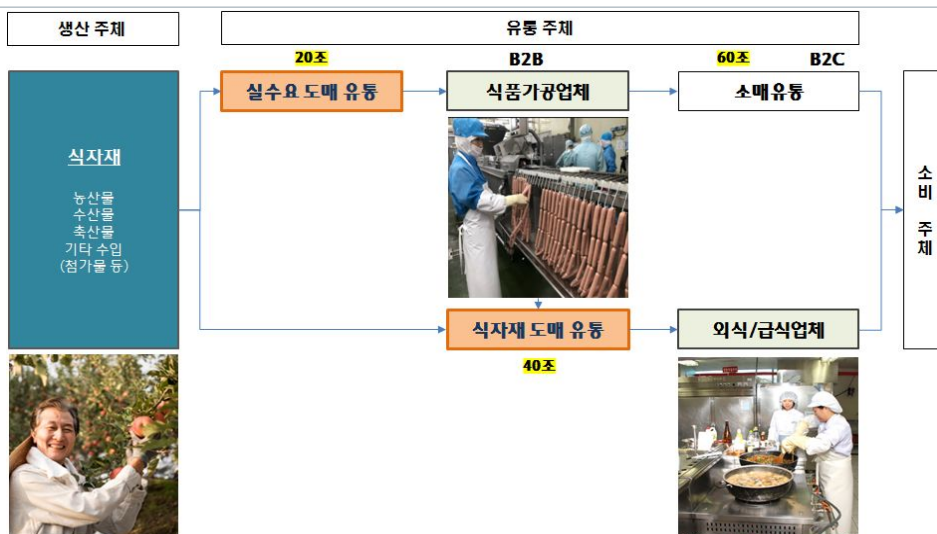 생산 주체
유통 주체
20조
B2B
60조
B2C
실수요 도매 유통
식품가공업체
소매유통
식자재
농산물
수산물
축산물
기타 수입
(첨가물 등)
소비 주체
식자재 도매 유통
외식/급식업체
40조